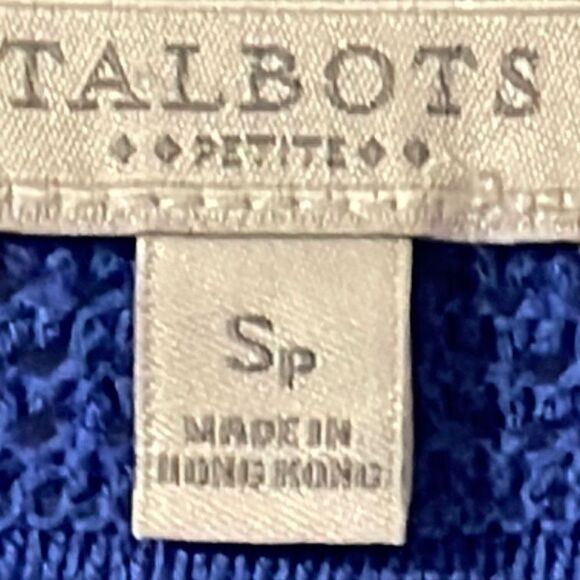 TALBOTS
PETITE
Sp
MADE IN
HONG KONG